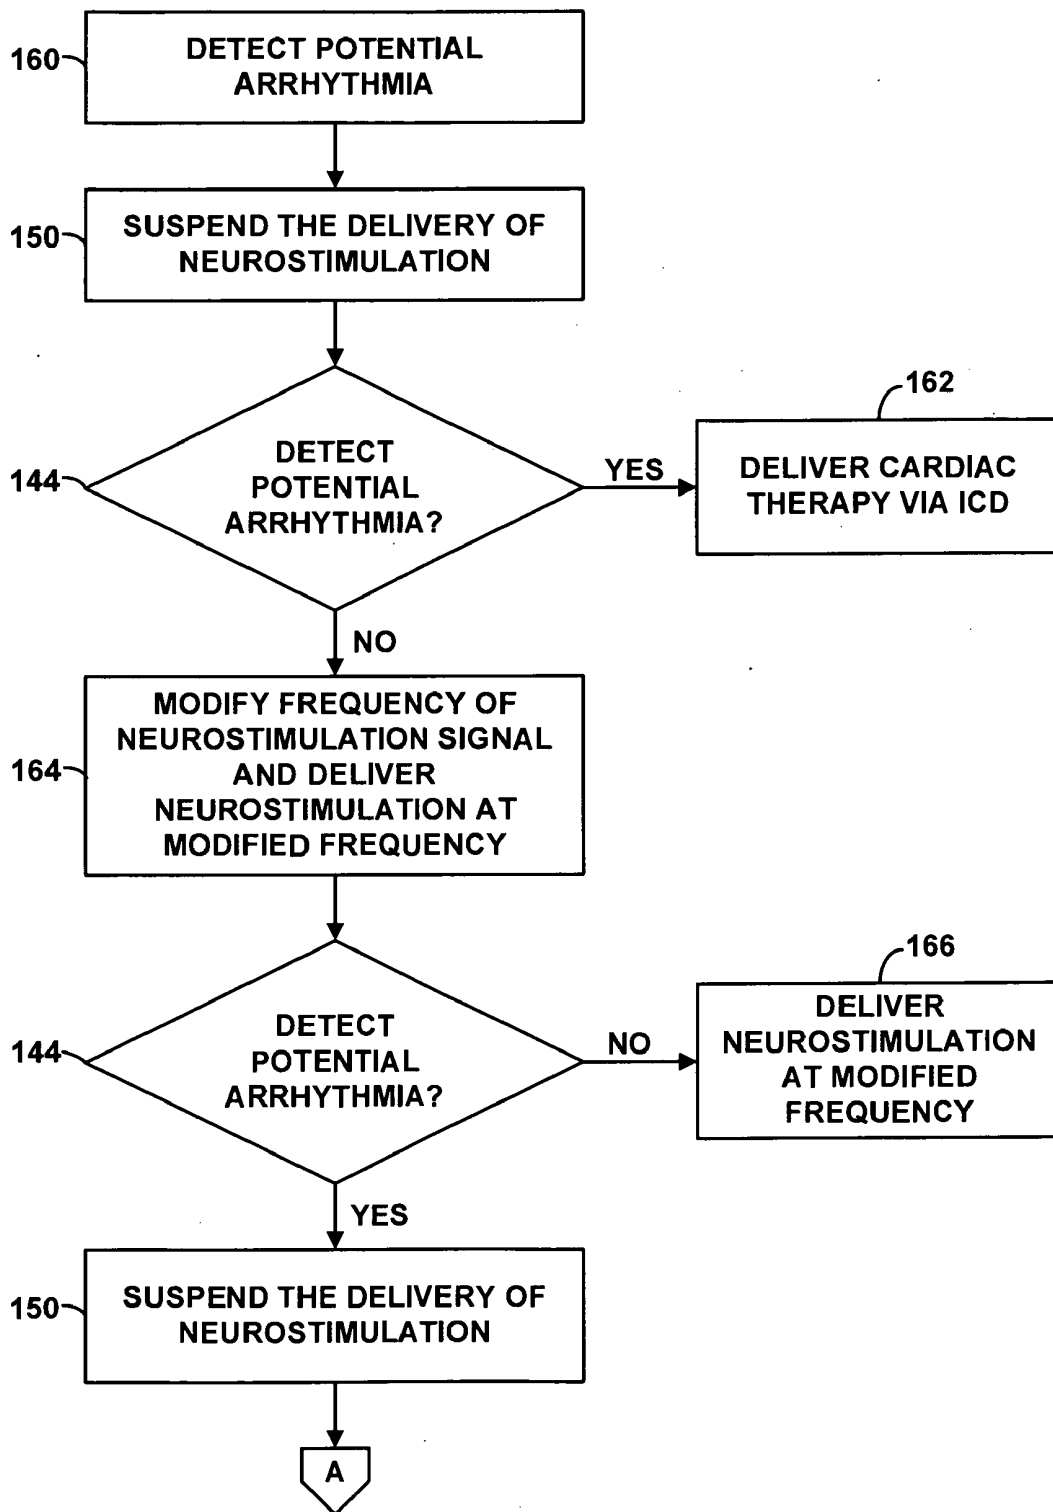 160
DETECT POTENTIAL
ARRHYTHMIA
150
SUSPEND THE DELIVERY OF
NEUROSTIMULATION
144
DETECT
POTENTIAL
ARRHYTHMIA?
YES
162
DELIVER CARDIAC
THERAPY VIA ICD
NO
164
MODIFY FREQUENCY OF
NEUROSTIMULATION SIGNAL
AND DELIVER
NEUROSTIMULATION AT
MODIFIED FREQUENCY
144
DETECT
POTENTIAL
ARRHYTHMIA?
NO
166
DELIVER
NEUROSTIMULATION
AT MODIFIED
FREQUENCY
YES
150
SUSPEND THE DELIVERY OF
NEUROSTIMULATION
A